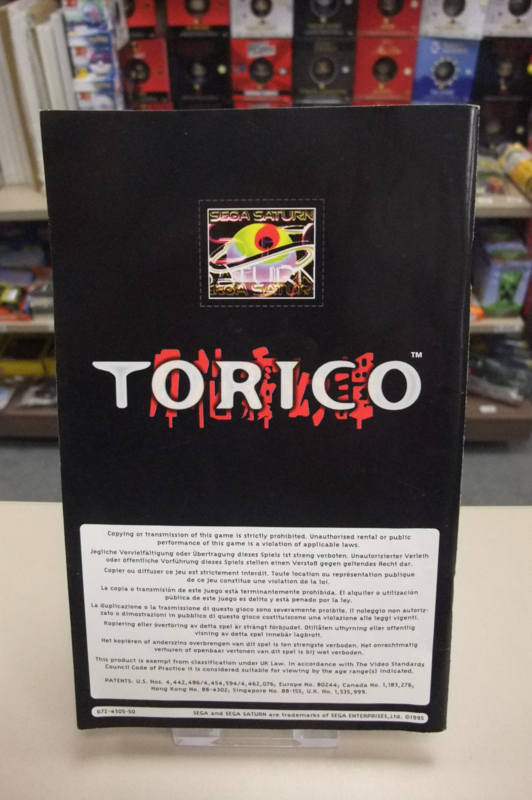 SEGA SATURN
SATURN
SEGA SATURN
TORICO™
Copying or transmission of this game is strictly prohibited. Unauthorised rental or public
performance of this game is a violation of applicable laws.
Jegliche Vervielfältigung oder Übertragung dieses Spiels ist streng verboten. Unautorisierter Verleih
oder öffentliche Vorführung dieses Spiels stellen einen Verstoß gegen geltendes Recht dar.
Copier ou diffuser ce jeu est strictement interdit. Toute location ou représentation publique
de ce jeu constitue une violation de la loi.
La copia o transmisión de este juego está terminantemente prohibida. El alquiler o utilización
pública de este juego es delito y está penado por la ley.
La duplicazione o la trasmissione di questo gioco sono severamente proibite. Il noleggio non autoriz-
zato o dimostrazioni in pubblico di questo gioco costituiscono una violazione alle leggi vigenti.
Kopiering eller överföring av detta spel är strängt förbjudet. Otillåten uthyrning eller offentlig
visning av detta spel innebär lagbrott.
Het kopiëren of anderszins overbrengen van dit spel is ten strengste verboden. Het onrechtmatig
verhuren of openbaar vertonen van dit spel is bij wet verboden.
This product is exempt from classification under UK Law. In accordance with The Video Standards
Council Code of Practice it is considered suitable for viewing by the age range(s) indicated.
PATENTS: U.S. Nos. 4,442,486/4,454,594/4,462,076; Europe No. 80244; Canada No. 1,183,276;
Hong Kong No. 88-4302; Singapore No. 88-155; U.K. No. 1,535,999.
671-4305-50 SEGA and SEGA SATURN are trademarks of SEGA ENTERPRISES, Ltd. ©1995